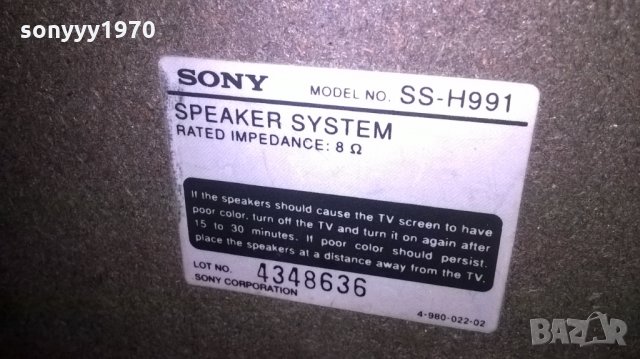 sonyyy1970
SONY MODEL NO. SS-H991
SPEAKER SYSTEM
RATED IMPEDANCE: 8 Ω
If the speakers should cause the TV screen to have
poor color, turn off the TV and turn it on again after
15 to 30 minutes. If poor color should persist,
place the speakers at a distance away from the TV.
LOT NO. 4348636
SONY CORPORATION
4-980-022-02
bazar